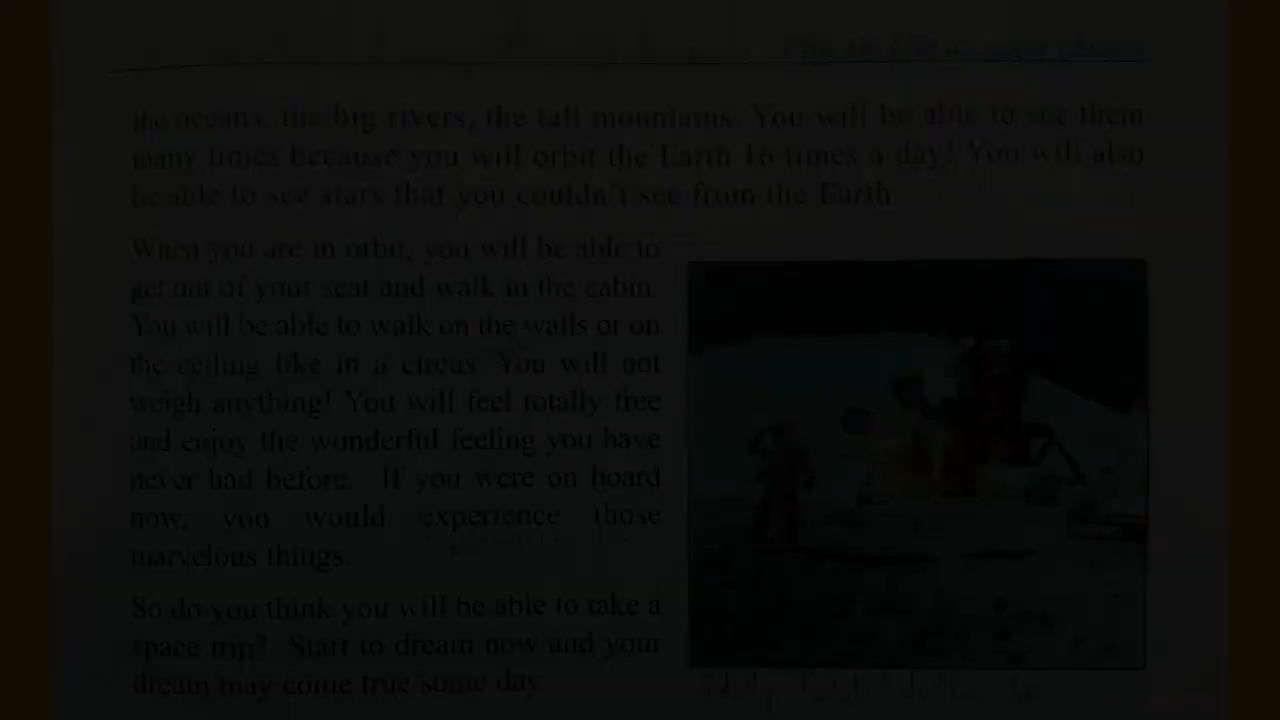 the oceans, the big rivers, the tall mountains. You will be able to see them
many times because you will orbit the Earth 16 times a day! You will also
be able to see stars that you couldn't see from the Earth.
When you are in orbit, you will be able to
get out of your seat and walk in the cabin.
You will be able to walk on the walls or on
the ceiling like in a circus. You will not
weigh anything! You will feel totally free
and enjoy the wonderful feeling you have
never had before. If you were on board
now, you would experience those
marvelous things.
So do you think you will be able to take a
space trip? Start to dream now and your
dream may come true some day.